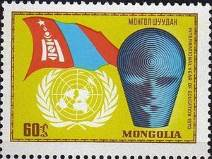 МОНГОЛ ШУУДАН
INTERNATIONAL YEAR OF EDUCATION 1970
60
MONGOLIA